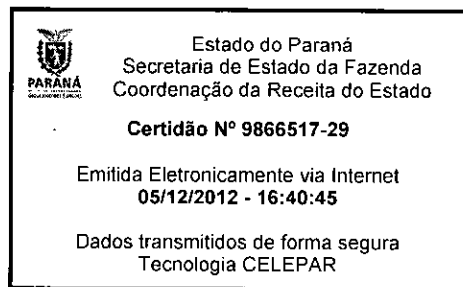 Estado do Paraná
Secretaria de Estado da Fazenda
PARANÁ
Coordenação da Receita do Estado
Certidão Nº 9866517-29
Emitida Eletronicamente via Internet
05/12/2012 - 16:40:45
Dados transmitidos de forma segura
Tecnologia CELEPAR